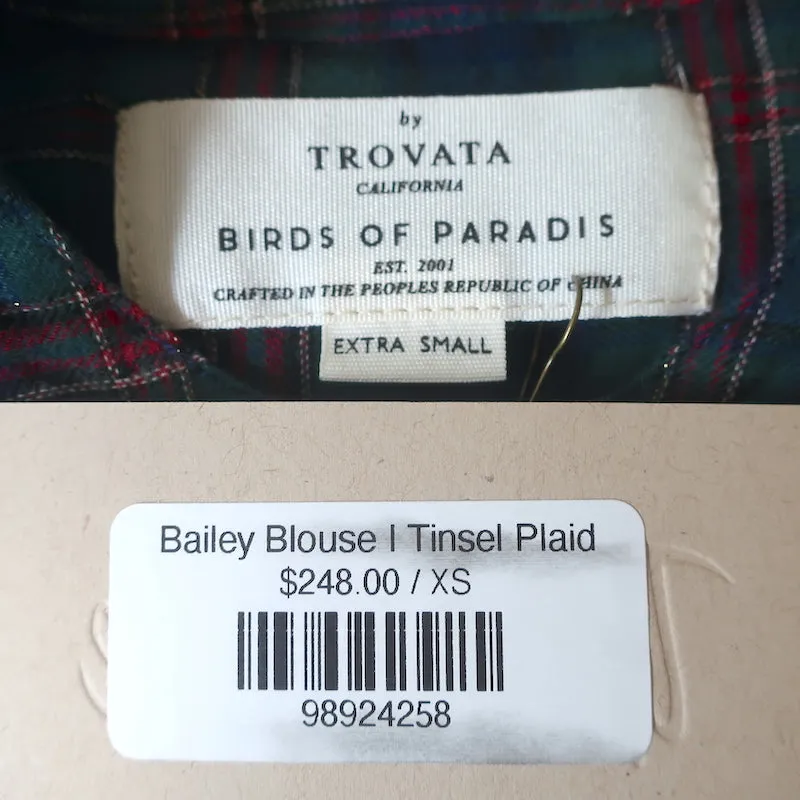 by
TROVATA
CALIFORNIA
BIRDS OF PARADIS
EST. 2001
CRAFTED IN THE PEOPLES REPUBLIC OF CHINA
EXTRA SMALL
Bailey Blouse | Tinsel Plaid
$248.00 / XS
98924258